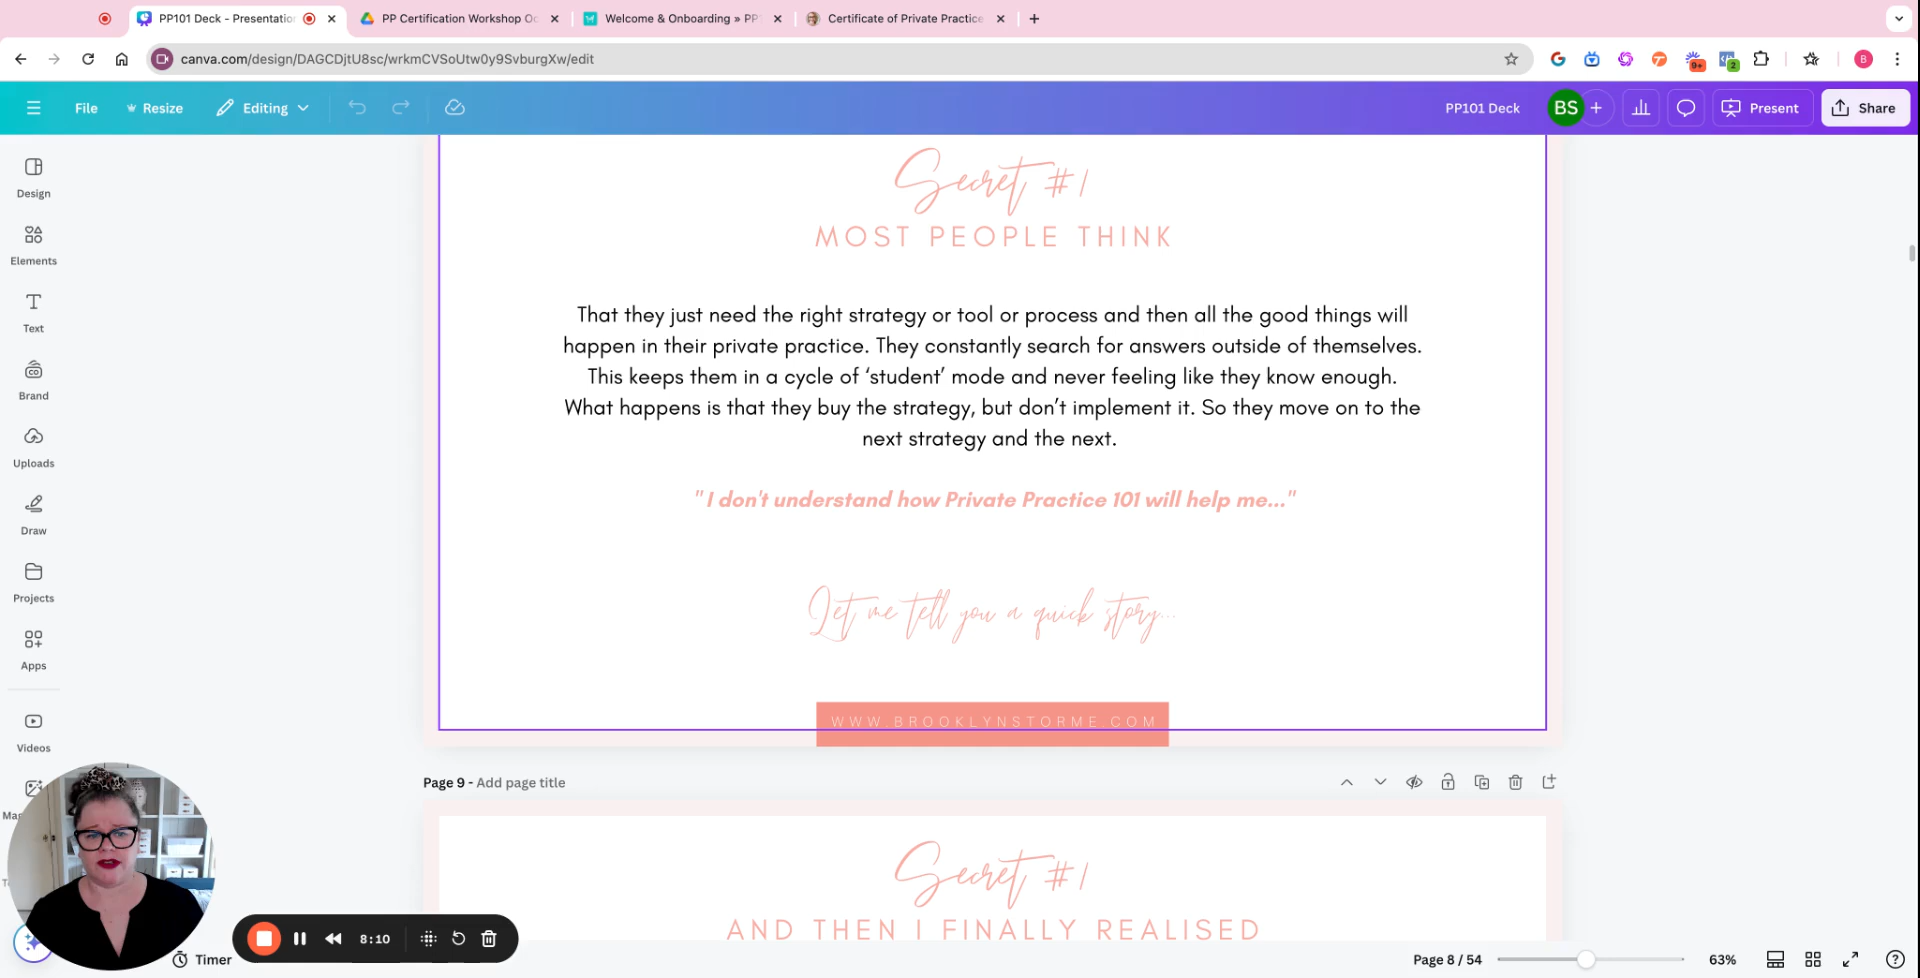 PP101 Deck - Presentation
PP Certification Workshop Oc
Welcome & Onboarding » PP
Certificate of Private Practice
canva.com/design/DAGCDjtU8sc/wrkmCVSoUtw0y9SvburgXw/edit
9+
2
B
File
Resize
Editing
PP101 Deck
BS
Present
Share
Design
Elements
Text
Brand
Uploads
Draw
Projects
Apps
Videos
Secret #1
MOST PEOPLE THINK
That they just need the right strategy or tool or process and then all the good things will
happen in their private practice. They constantly search for answers outside of themselves.
This keeps them in a cycle of ‘student’ mode and never feeling like they know enough.
What happens is that they buy the strategy, but don’t implement it. So they move on to the
next strategy and the next.
"I don't understand how Private Practice 101 will help me..."
Let me tell you a quick story...
WWW.BROOKLYNSTORME.COM
Page 9 - Add page title
Secret #1
AND THEN I FINALLY REALISED
8:10
Timer
Page 8 / 54
63%